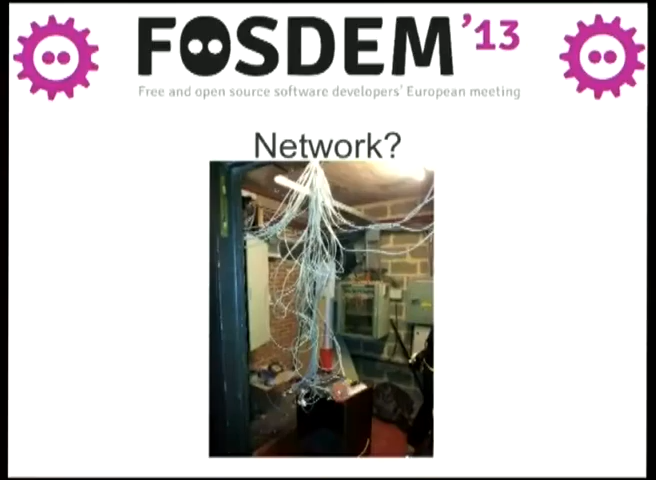 FOSDEM '13
Free and open source software developers' European meeting
Network?